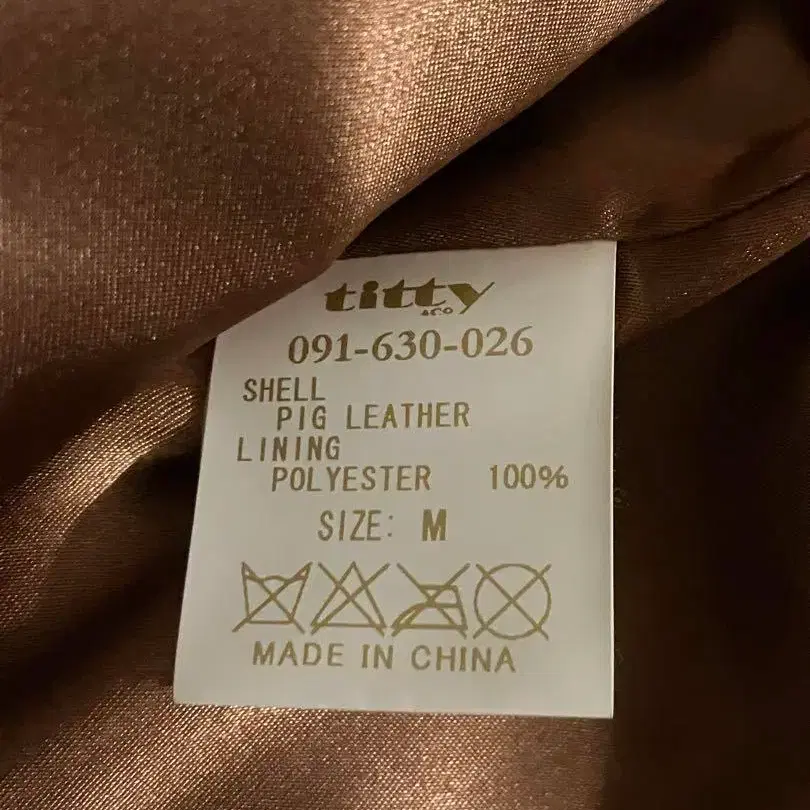 titty
&Co
091-630-026
SHELL
PIG LEATHER
LINING
POLYESTER 100%
SIZE: M
MADE IN CHINA